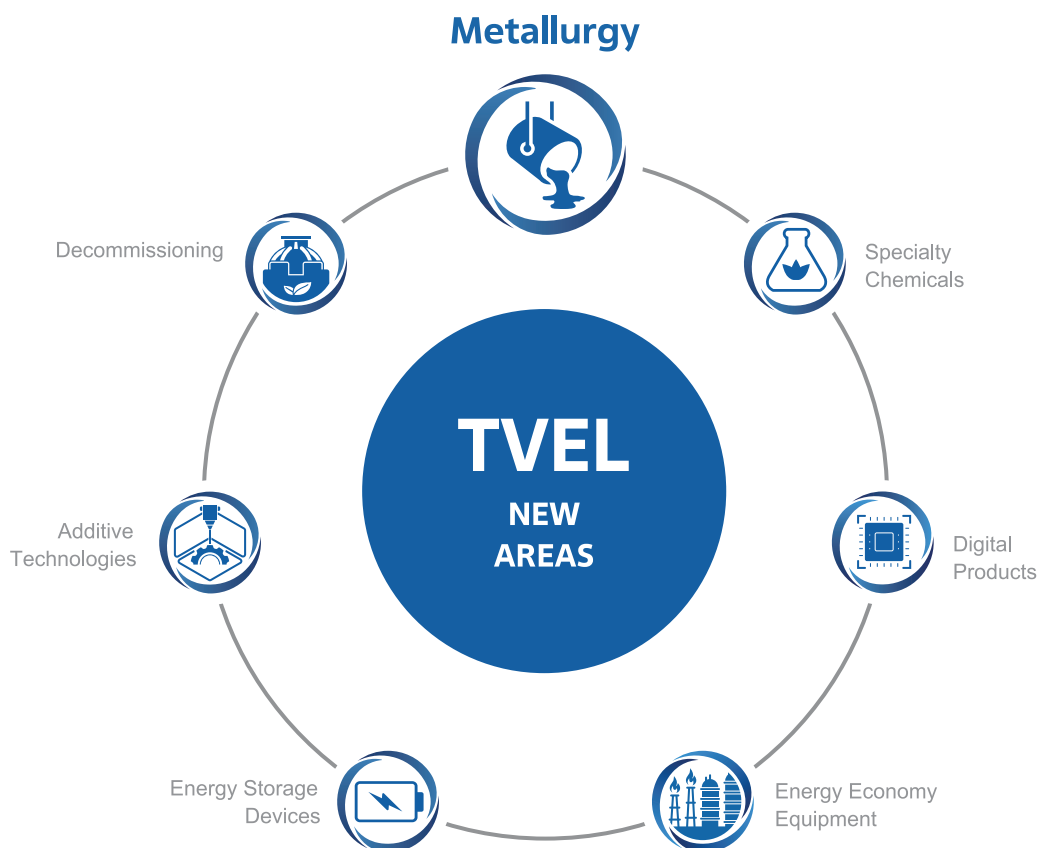 Metallurgy
Decommissioning
Specialty
Chemicals
TVEL
NEW
AREAS
Additive
Technologies
Digital
Products
Energy Storage
Devices
Energy Economy
Equipment